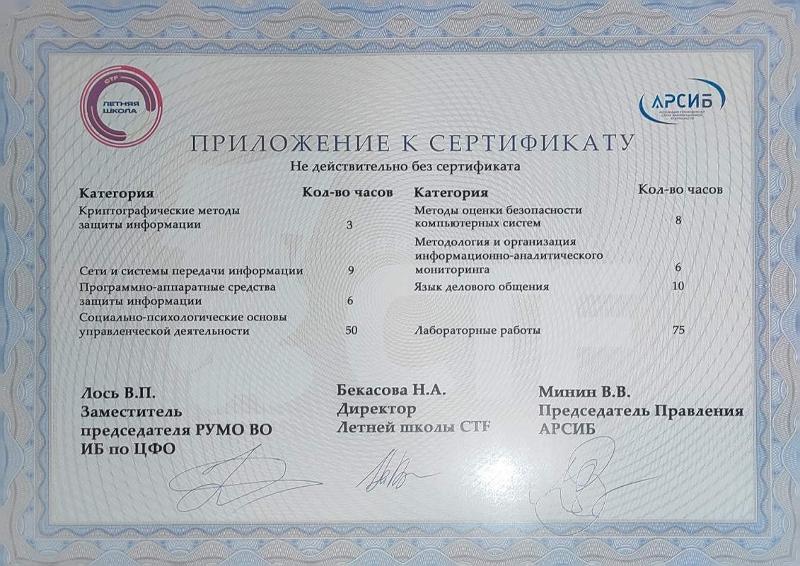 CTF
ЛЕТНЯЯ
ШКОЛА
АРСИБ
ПРИЛОЖЕНИЕ К СЕРТИФИКАТУ
Не действительно без сертификата
Категория Кол-во часов Категория Кол-во часов
Криптографические методы
защиты информации 3
Методы оценки безопасности
компьютерных систем 8
Методология и организация
информационно-аналитического
мониторинга 6
Сети и системы передачи информации 9
Программно-аппаратные средства
защиты информации 6
Язык делового общения 10
Социально-психологические основы
управленческой деятельности 50
Лабораторные работы 75
Лось В.П.
Заместитель
председателя РУМО ВО
ИБ по ЦФО
Бекасова Н.А.
Директор
Летней школы CTF
Минин В.В.
Председатель Правления
АРСИБ